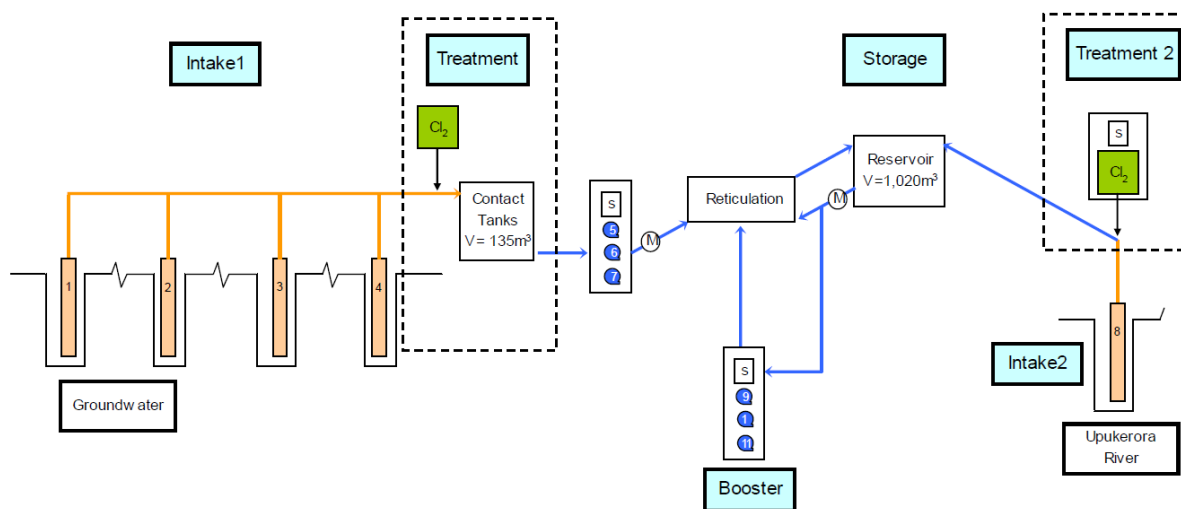 Intake1
Treatment
Storage
Treatment 2
Cl2
S
Cl2
Contact
Tanks
V= 135m³
S
5
6
7
M
Reticulation
Reservoir
V=1,020m³
M
1
2
3
4
8
Groundwater
S
9
1
11
Booster
Intake2
Upukerora
River